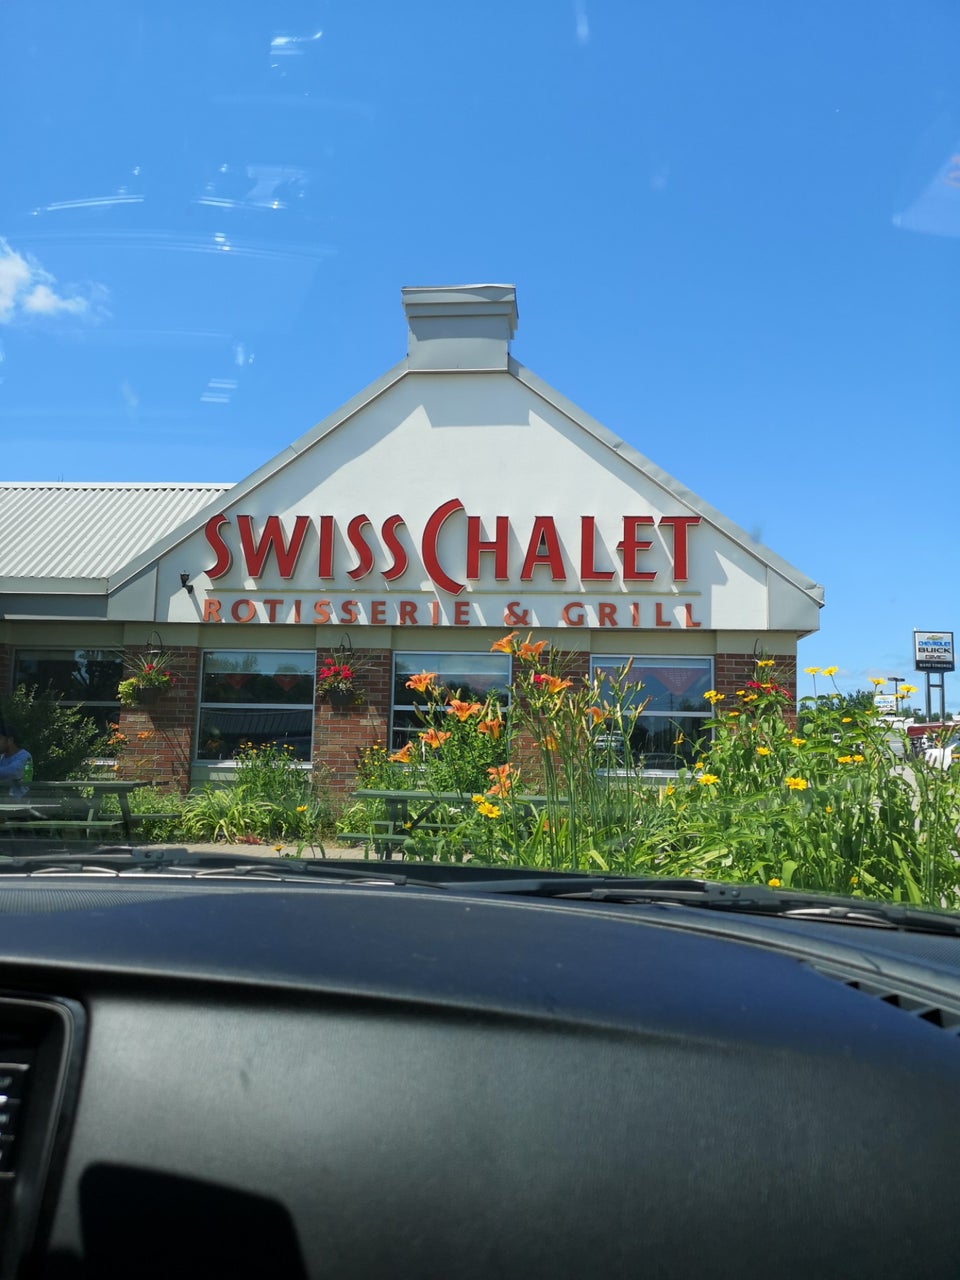 SWISS CHALET
ROTISSERIE & GRILL
CHEVROLET
BUICK
GMC